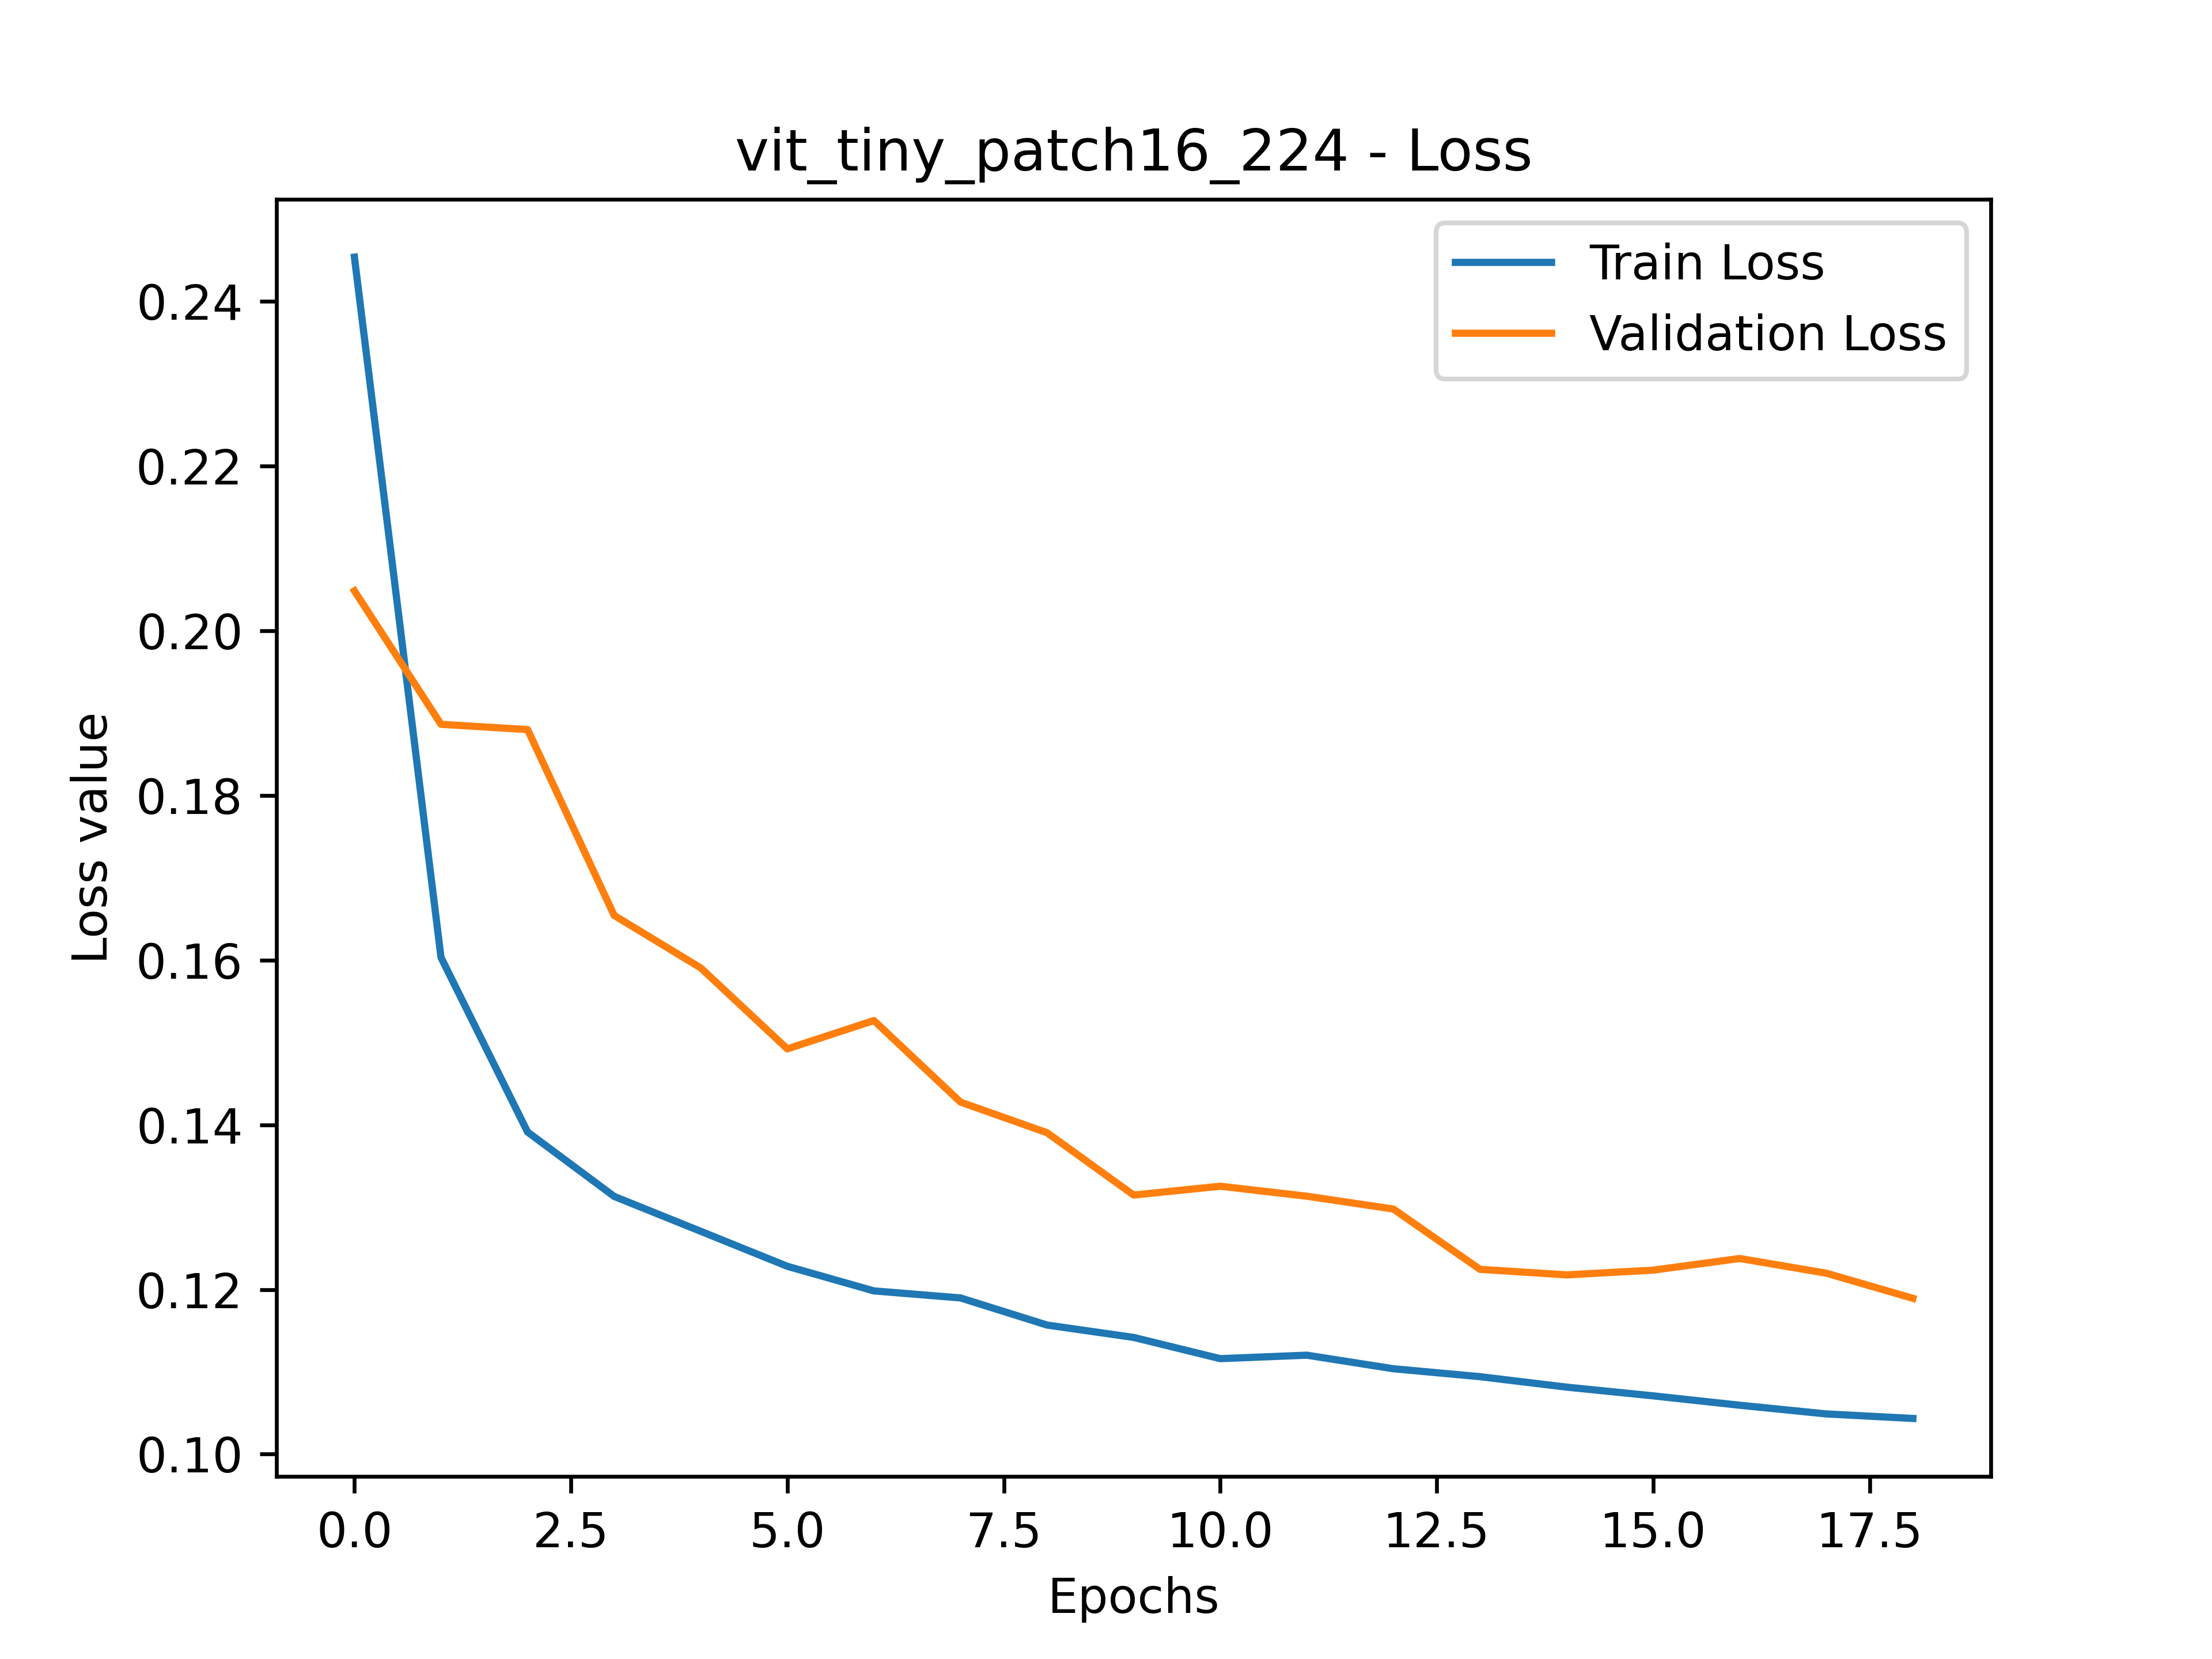 vit_tiny_patch16_224 - Loss
Train Loss
Validation Loss
Loss value
0.24
0.22
0.20
0.18
0.16
0.14
0.12
0.10
0.0 2.5 5.0 7.5 10.0 12.5 15.0 17.5
Epochs